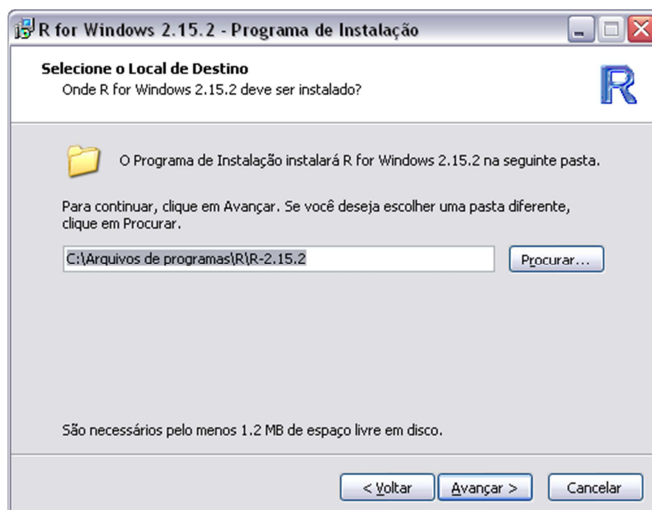 R for Windows 2.15.2 - Programa de Instalação
Selecione o Local de Destino
Onde R for Windows 2.15.2 deve ser instalado?
R
O Programa de Instalação instalará R for Windows 2.15.2 na seguinte pasta.
Para continuar, clique em Avançar. Se você deseja escolher uma pasta diferente,
clique em Procurar.
C:\Arquivos de programas\R\R-2.15.2
Procurar...
São necessários pelo menos 1.2 MB de espaço livre em disco.
< Voltar
Avançar >
Cancelar